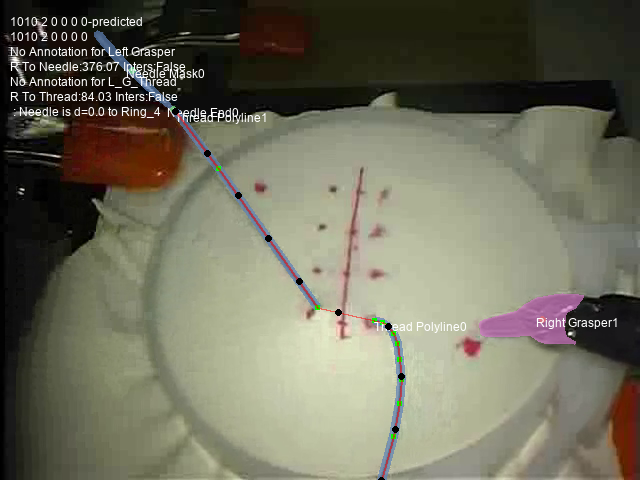 1010 2 0 0 0 0-predicted
1010 2 0 0 0 0
No Annotation for Left Grasper
R To Needle:376.07 Inters:False
Needle Mask0
No Annotation for L_G_Thread
R To Thread:84.03 Inters:False
: Needle is d=0.0 to Ring_4
Thread Polyline1
Right Grasper1
Thread Polyline0